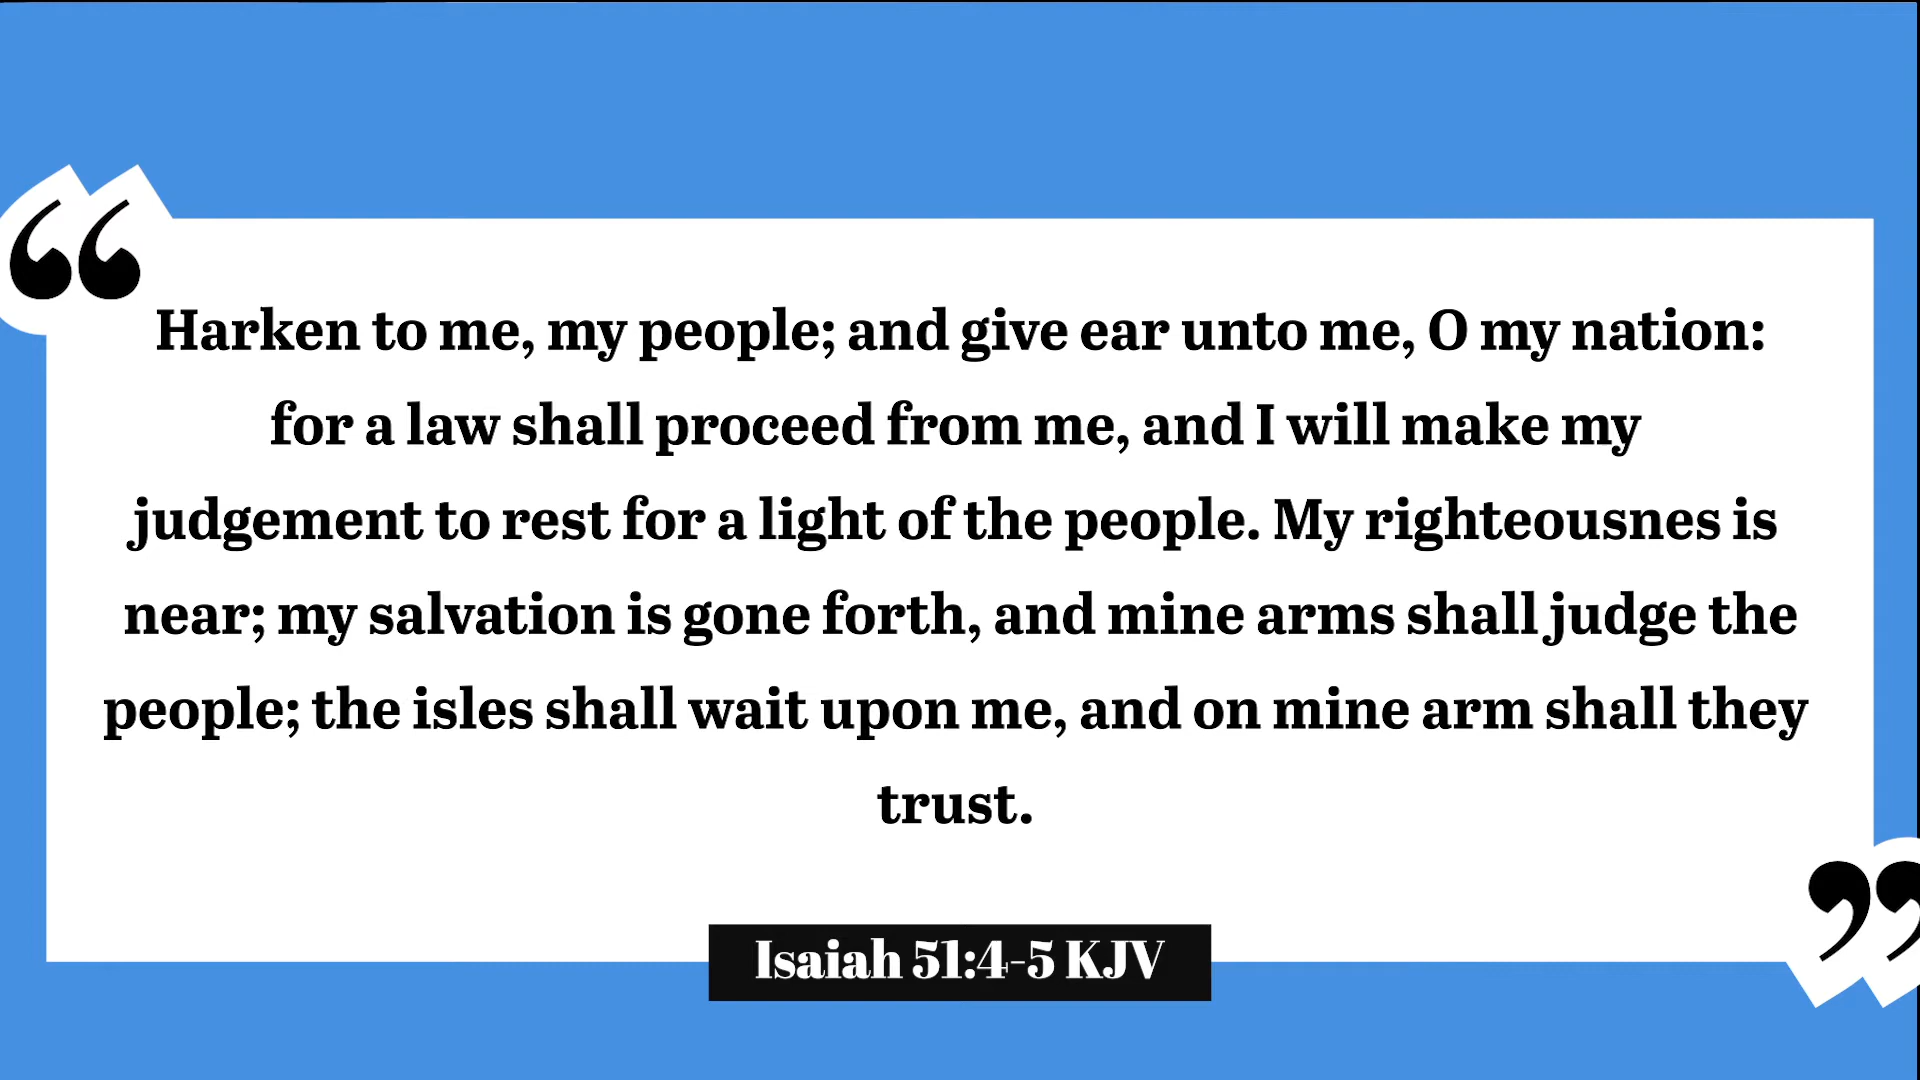 “
Harken to me, my people; and give ear unto me, O my nation:
for a law shall proceed from me, and I will make my
judgement to rest for a light of the people. My righteousnes is
near; my salvation is gone forth, and mine arms shall judge the
people; the isles shall wait upon me, and on mine arm shall they
trust.
”
Isaiah 51:4-5 KJV